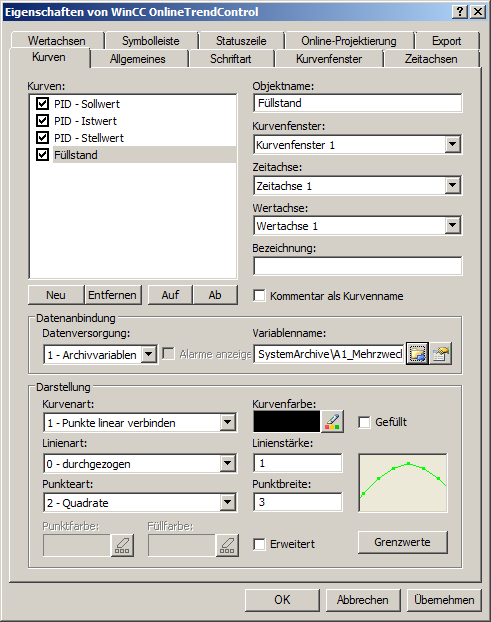 Eigenschaften von WinCC OnlineTrendControl
Wertachsen Symbolleiste Statuszeile Online-Projektierung Export
Kurven Allgemeines Schriftart Kurvenfenster Zeitachsen
Kurven:
PID - Sollwert
PID - Istwert
PID - Stellwert
Füllstand
Neu Entfernen Auf Ab
Objektname:
Füllstand
Kurvenfenster:
Kurvenfenster 1
Zeitachse:
Zeitachse 1
Wertachse:
Wertachse 1
Bezeichnung:
Kommentar als Kurvenname
Datenanbindung
Datenversorgung: Variablenname:
1 - Archivvariablen Alarme anzeige SystemArchive\A1_Mehrzwec
Darstellung
Kurvenart: Kurvenfarbe:
1 - Punkte linear verbinden Gefüllt
Linienart: Linienstärke:
0 - durchgezogen 1
Punkteart: Punktbreite:
2 - Quadrate 3
Punktfarbe: Füllfarbe:
Erweitert Grenzwerte
OK Abbrechen Übernehmen